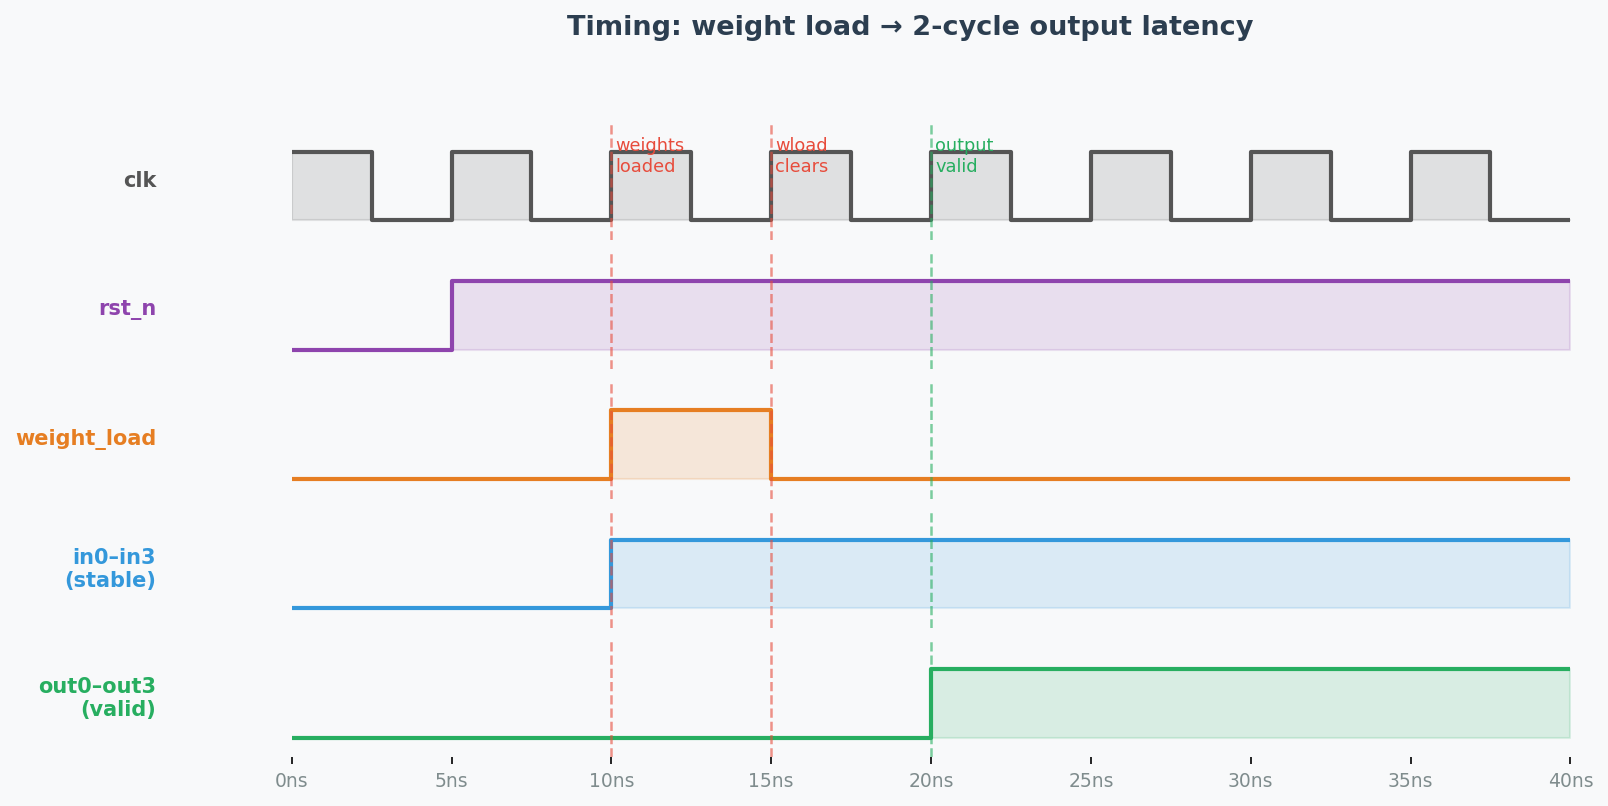 Timing: weight load → 2-cycle output latency
weights
loaded
wload
clears
output
valid
clk
rst_n
weight_load
in0–in3
(stable)
out0–out3
(valid)
0ns 5ns 10ns 15ns 20ns 25ns 30ns 35ns 40ns